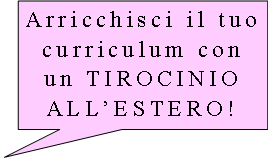 Arricchisci il tuo
curriculum con
un TIROCINIO
ALL’ESTERO!